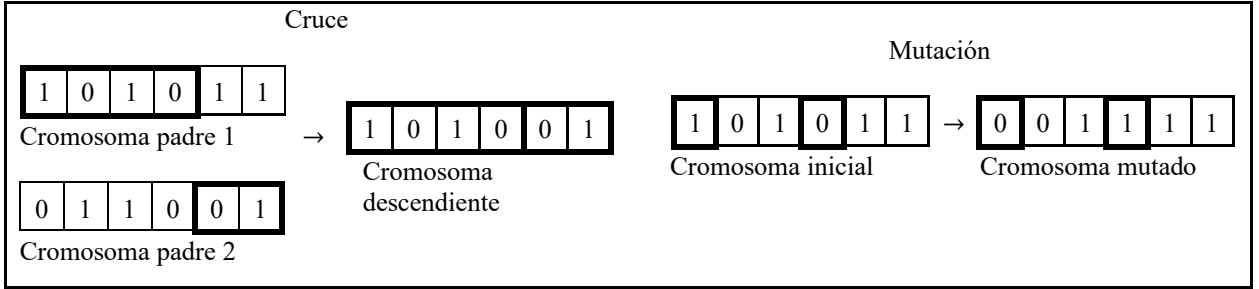 Cruce
1 0 1 0 1 1
Cromosoma padre 1
0 1 1 0 0 1
Cromosoma padre 2
→
1 0 1 0 0 1
Cromosoma
descendiente
Mutación
1 0 1 0 1 1
Cromosoma inicial
→
0 0 1 1 1 1
Cromosoma mutado